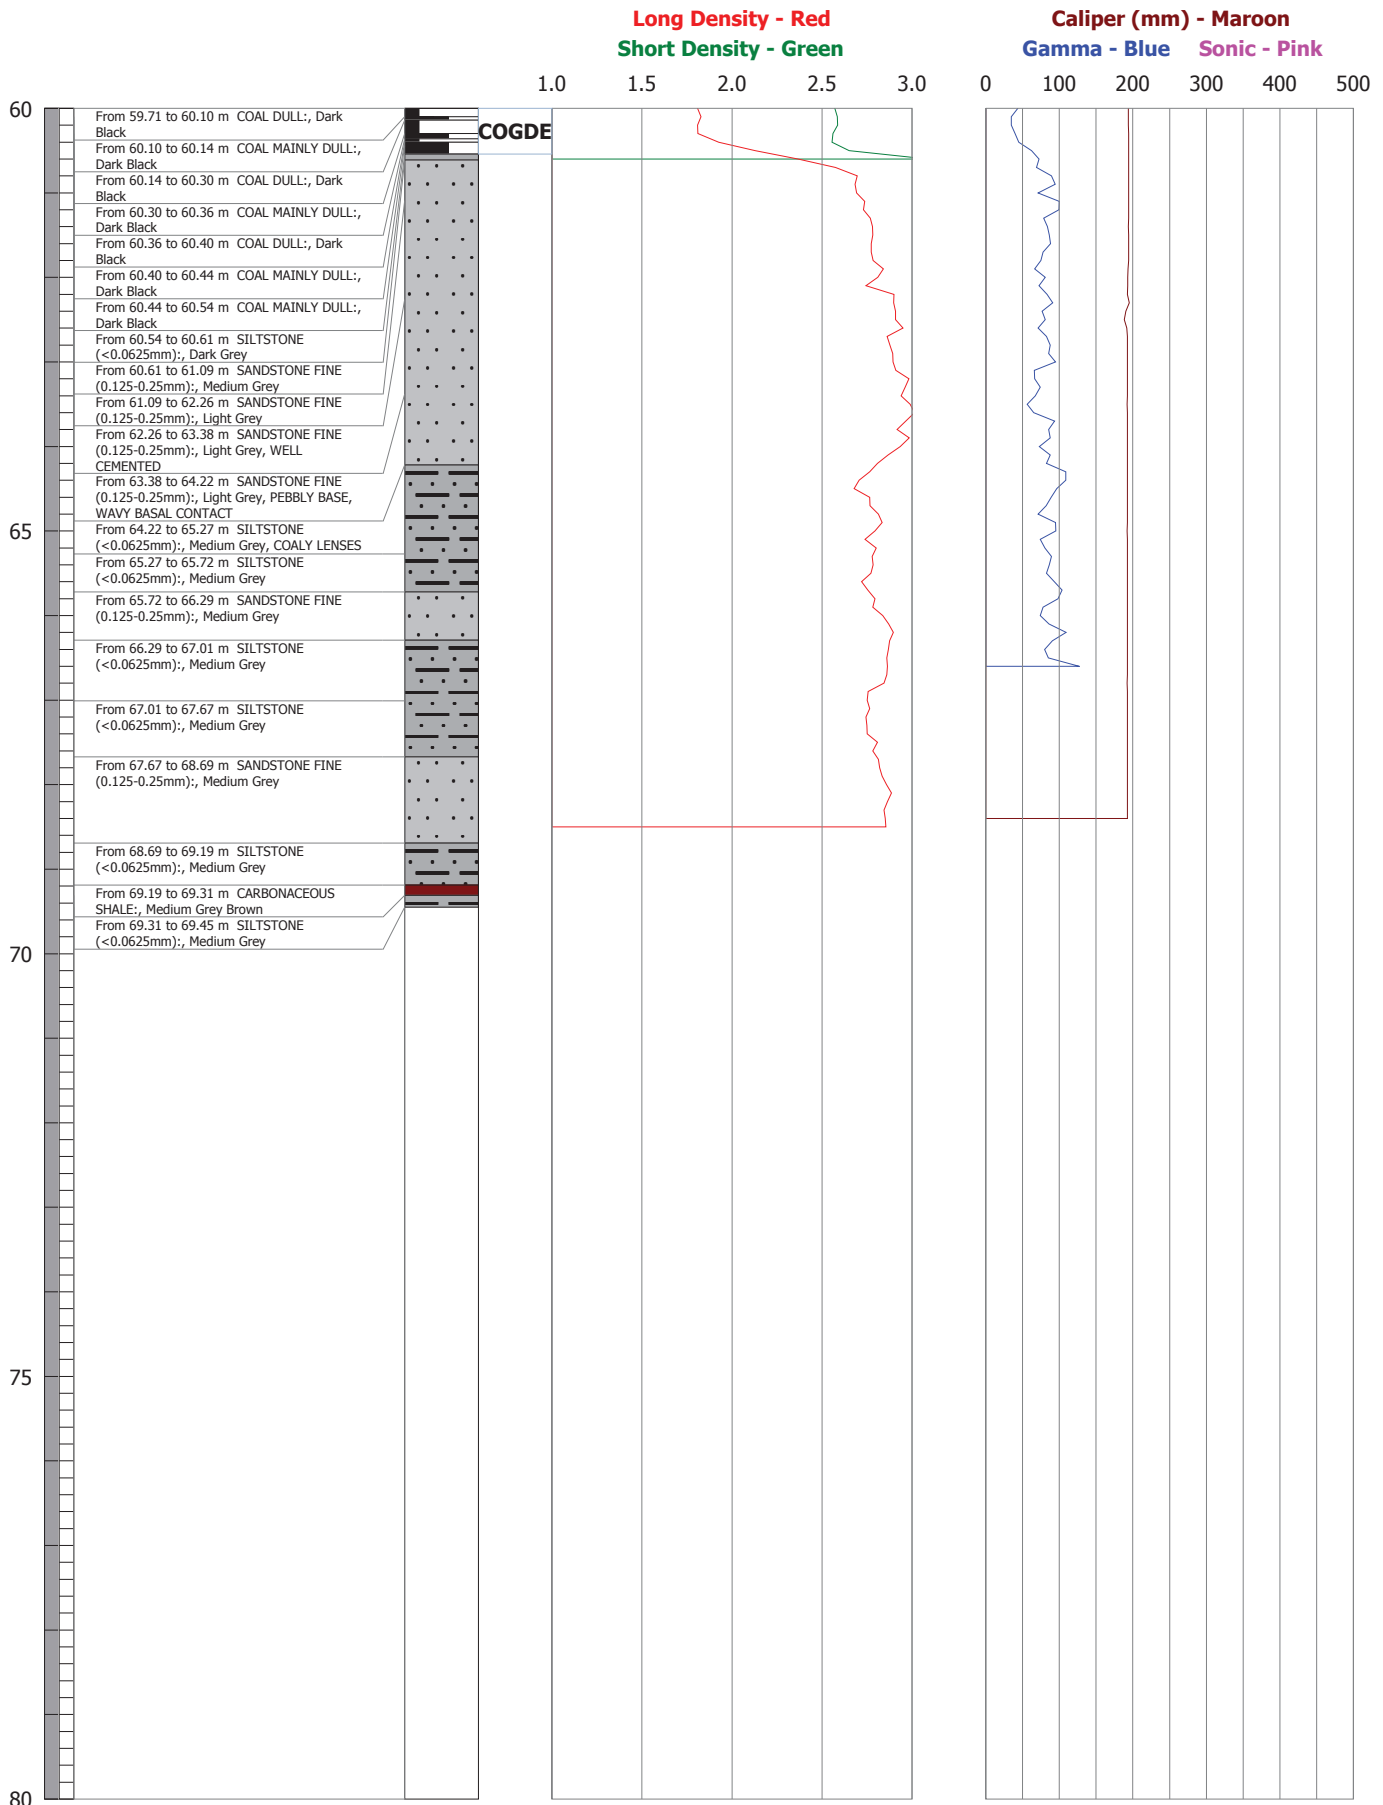 Long Density - Red
Short Density - Green
Caliper (mm) - Maroon
Gamma - Blue Sonic - Pink
1.0 1.5 2.0 2.5 3.0
0 100 200 300 400 500
60
From 59.71 to 60.10 m COAL DULL:, Dark
Black
From 60.10 to 60.14 m COAL MAINLY DULL:,
Dark Black
From 60.14 to 60.30 m COAL DULL:, Dark
Black
From 60.30 to 60.36 m COAL MAINLY DULL:,
Dark Black
From 60.36 to 60.40 m COAL DULL:, Dark
Black
From 60.40 to 60.44 m COAL MAINLY DULL:,
Dark Black
From 60.44 to 60.54 m COAL MAINLY DULL:,
Dark Black
From 60.54 to 60.61 m SILTSTONE
(<0.0625mm):, Dark Grey
From 60.61 to 61.09 m SANDSTONE FINE
(0.125-0.25mm):, Medium Grey
From 61.09 to 62.26 m SANDSTONE FINE
(0.125-0.25mm):, Light Grey
From 62.26 to 63.38 m SANDSTONE FINE
(0.125-0.25mm):, Light Grey, WELL
CEMENTED
From 63.38 to 64.22 m SANDSTONE FINE
(0.125-0.25mm):, Light Grey, PEBBLY BASE,
WAVY BASAL CONTACT
From 64.22 to 65.27 m SILTSTONE
(<0.0625mm):, Medium Grey, COALY LENSES
From 65.27 to 65.72 m SILTSTONE
(<0.0625mm):, Medium Grey
From 65.72 to 66.29 m SANDSTONE FINE
(0.125-0.25mm):, Medium Grey
From 66.29 to 67.01 m SILTSTONE
(<0.0625mm):, Medium Grey
From 67.01 to 67.67 m SILTSTONE
(<0.0625mm):, Medium Grey
From 67.67 to 68.69 m SANDSTONE FINE
(0.125-0.25mm):, Medium Grey
From 68.69 to 69.19 m SILTSTONE
(<0.0625mm):, Medium Grey
From 69.19 to 69.31 m CARBONACEOUS
SHALE:, Medium Grey Brown
From 69.31 to 69.45 m SILTSTONE
(<0.0625mm):, Medium Grey
COGDE
65
70
75
80